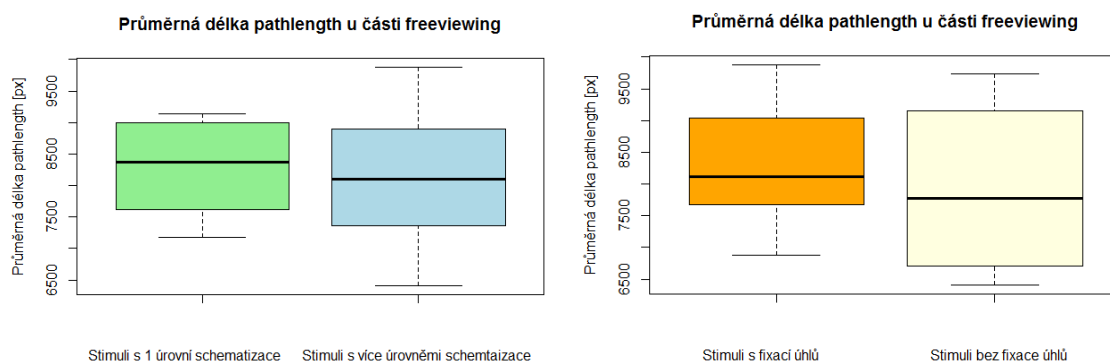 Průměrná délka pathlength u části freeviewing
Průměrná délka pathlength [px]
9500
8500
7500
6500
Stimuli s 1 úrovní schematizace
Stimuli s více úrovněmi schemtaizace
Průměrná délka pathlength u části freeviewing
Průměrná délka pathlength [px]
9500
8500
7500
6500
Stimuli s fixací úhlů
Stimuli bez fixace úhlů